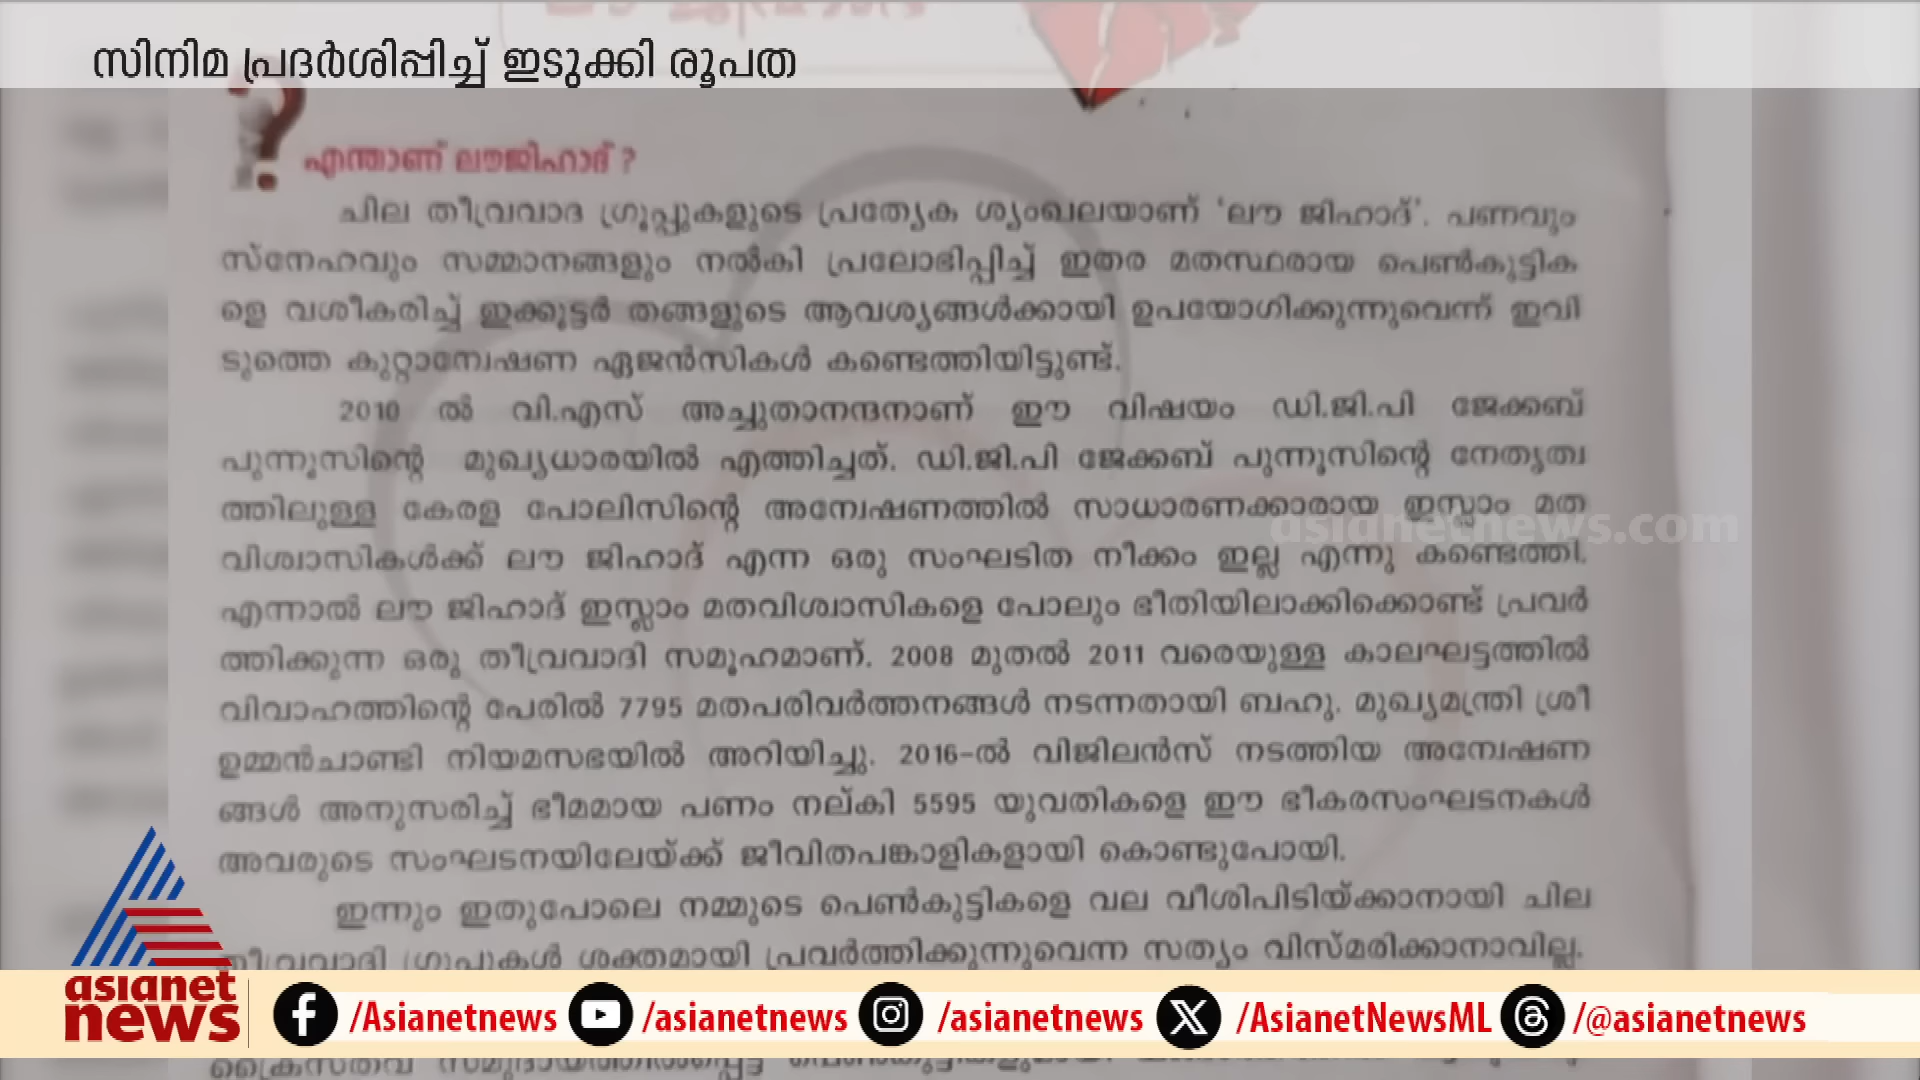 സിനിമ പ്രദർശിപ്പിച്ച് ഇടുക്കി രൂപത
എന്താണ് ലൗജിഹാദ് ?
ചില തീവ്രവാദ ഗ്രൂപ്പുകളുടെ പ്രത്യേക ശൃംഖലയാണ് 'ലൗ ജിഹാദ്'. പണവും
സ്നേഹവും സമ്മാനങ്ങളും നൽകി പ്രലോഭിപ്പിച്ച് ഇതര മതസ്ഥരായ പെൺകുട്ടിക
ളെ വശീകരിച്ച് ഇക്കൂട്ടർ തങ്ങളുടെ ആവശ്യങ്ങൾക്കായി ഉപയോഗിക്കുന്നുവെന്ന് ഇവി
ടുത്തെ കുറ്റാന്വേഷണ ഏജൻസികൾ കണ്ടെത്തിയിട്ടുണ്ട്.
2010 ൽ വി.എസ് അച്ചുതാനന്ദനാണ് ഈ വിഷയം ഡി.ജി.പി ജേക്കബ്
പുന്നൂസിന്റെ മുഖ്യധാരയിൽ എത്തിച്ചത്. ഡി.ജി.പി ജേക്കബ് പുന്നൂസിന്റെ നേതൃത്വ
ത്തിലുള്ള കേരള പോലിസിന്റെ അന്വേഷണത്തിൽ സാധാരണക്കാരായ ഇസ്ലാം മത
വിശ്വാസികൾക്ക് ലൗ ജിഹാദ് എന്ന ഒരു സംഘടിത നീക്കം ഇല്ല എന്നു കണ്ടെത്തി.
എന്നാൽ ലൗ ജിഹാദ് ഇസ്ലാം മതവിശ്വാസികളെ പോലും ഭീതിയിലാക്കിക്കൊണ്ട് പ്രവർ
ത്തിക്കുന്ന ഒരു തീവ്രവാദി സമൂഹമാണ്. 2008 മുതൽ 2011 വരെയുള്ള കാലഘട്ടത്തിൽ
വിവാഹത്തിന്റെ പേരിൽ 7795 മതപരിവർത്തനങ്ങൾ നടന്നതായി ബഹു. മുഖ്യമന്ത്രി ശ്രീ
ഉമ്മൻചാണ്ടി നിയമസഭയിൽ അറിയിച്ചു. 2016-ൽ വിജിലൻസ് നടത്തിയ അന്വേഷണ
ങ്ങൾ അനുസരിച്ച് ഭീമമായ പണം നല്കി 5595 യുവതികളെ ഈ ഭീകരസംഘടനകൾ
അവരുടെ സംഘടനയിലേയ്ക്ക് ജീവിതപങ്കാളികളായി കൊണ്ടുപോയി.
ഇന്നും ഇതുപോലെ നമ്മുടെ പെൺകുട്ടികളെ വല വീശിപിടിയ്ക്കാനായി ചില
തീവ്രവാദി ഗ്രൂപ്പുകൾ ശക്തമായി പ്രവർത്തിക്കുന്നുവെന്ന സത്യം വിസ്മരിക്കാനാവില്ല.
ക്രൈസ്തവ സമുദായത്തിൽപ്പെട്ട
asianetnews.com
asianet
news
/Asianetnews /asianetnews /asianetnews /AsianetNewsML /@asianetnews